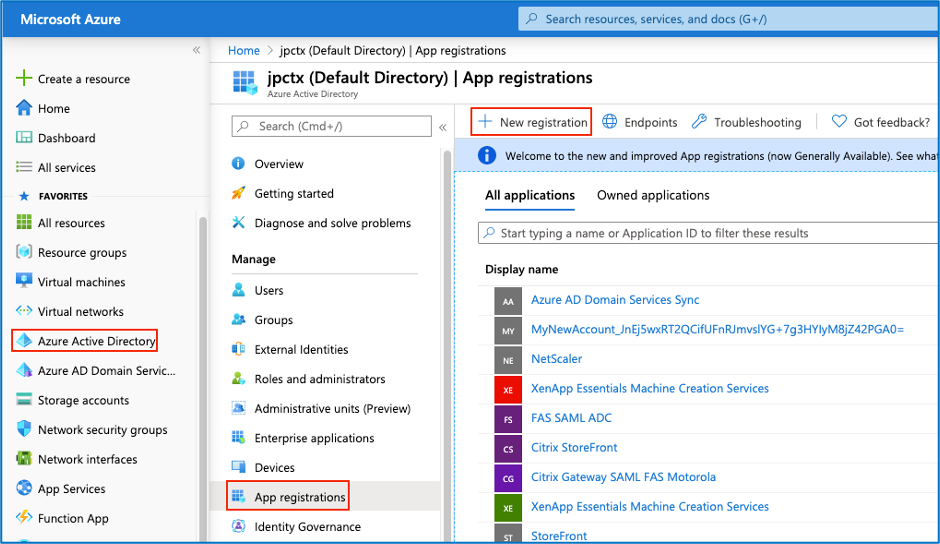 Microsoft Azure
Search resources, services, and docs (G+/)
«
Create a resource
Home
Dashboard
All services
FAVORITES
All resources
Resource groups
Virtual machines
Virtual networks
Azure Active Directory
Azure AD Domain Servic...
Storage accounts
Network security groups
Network interfaces
App Services
Function App
Home > jpctx (Default Directory) | App registrations
jpctx (Default Directory) | App registrations
Azure Active Directory
Search (Cmd+/)
«
Overview
Getting started
Diagnose and solve problems
Manage
Users
Groups
External Identities
Roles and administrators
Administrative units (Preview)
Enterprise applications
Devices
App registrations
Identity Governance
New registration
Endpoints
Troubleshooting
Got feedback?
Welcome to the new and improved App registrations (now Generally Available). See what
All applications
Owned applications
Start typing a name or Application ID to filter these results
Display name
AA Azure AD Domain Services Sync
MY MyNewAccount_JnEj5wxRT2QCifUFnRJmvslYG+7g3HYIyM8jZ42PGA0=
NE NetScaler
XE XenApp Essentials Machine Creation Services
FS FAS SAML ADC
CS Citrix StoreFront
CG Citrix Gateway SAML FAS Motorola
XE XenApp Essentials Machine Creation Services
ST StoreFront